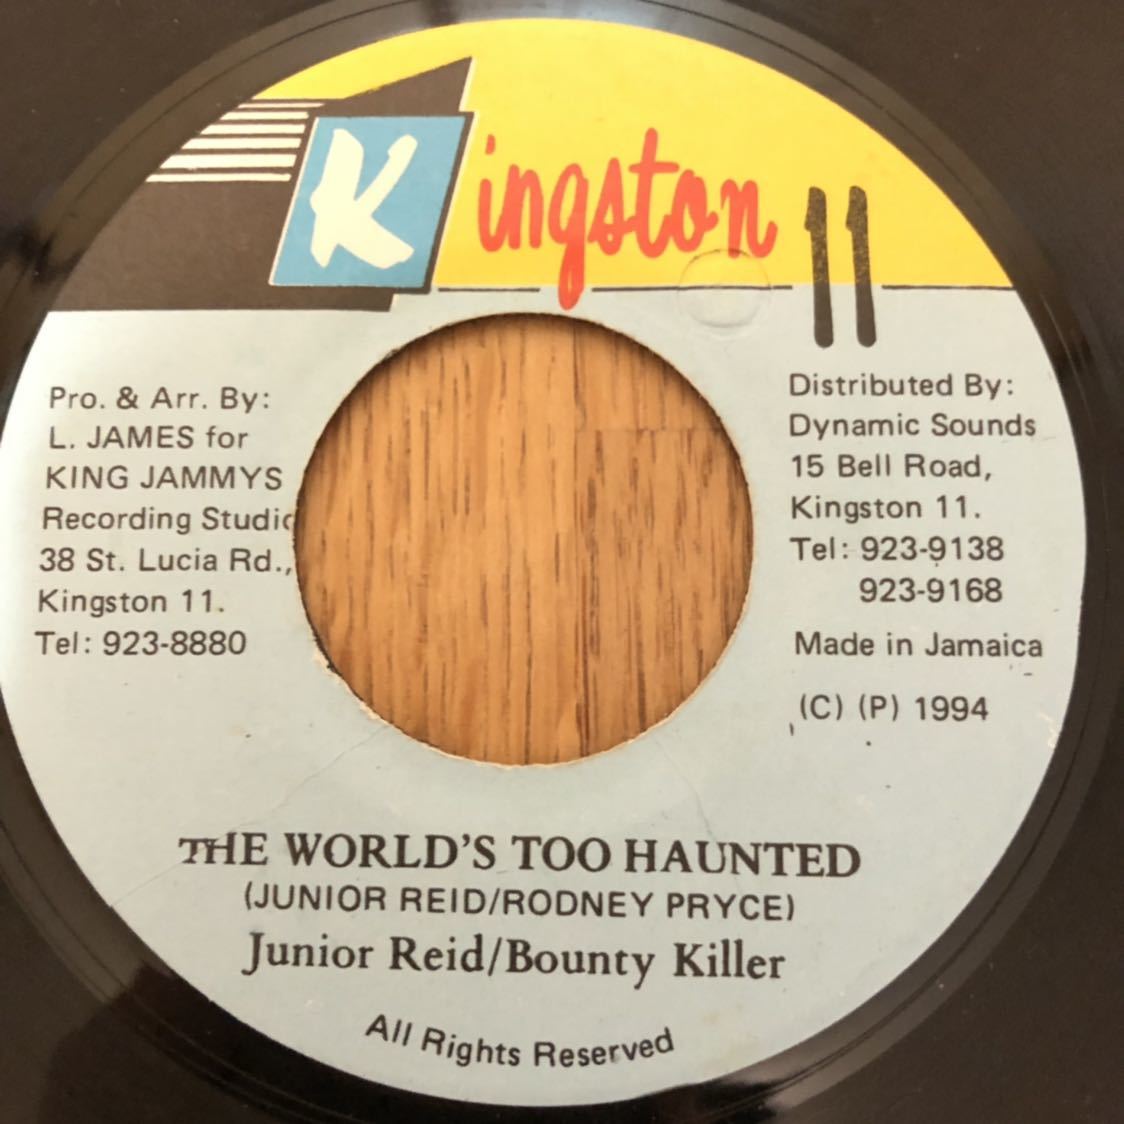 Kingston 11
Pro. & Arr. By:
L. JAMES for
KING JAMMYS
Recording Studio
38 St. Lucia Rd.,
Kingston 11.
Tel: 923-8880
Distributed By:
Dynamic Sounds
15 Bell Road,
Kingston 11.
Tel: 923-9138
923-9168
Made in Jamaica
(C) (P) 1994
THE WORLD'S TOO HAUNTED
(JUNIOR REID/RODNEY PRYCE)
Junior Reid/Bounty Killer
All Rights Reserved